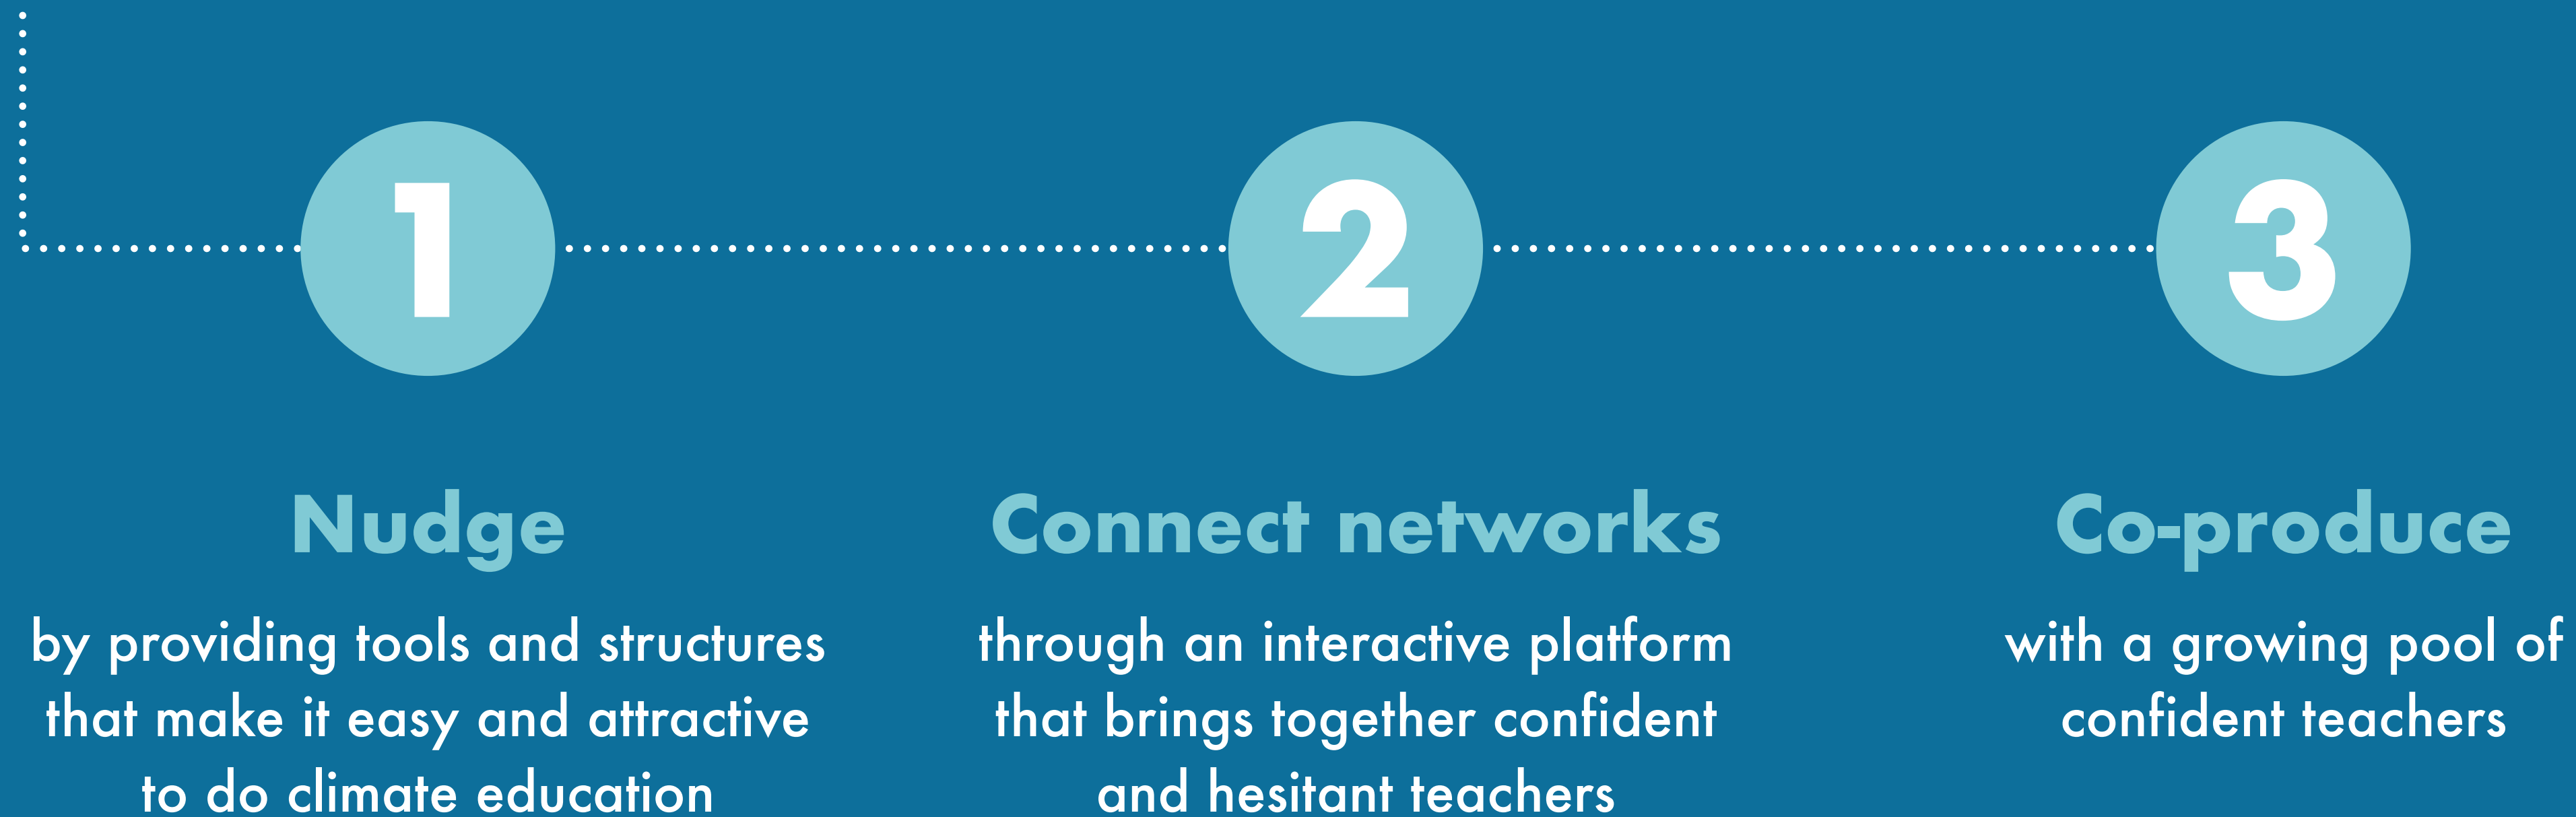 1
2
3
Nudge
by providing tools and structures
that make it easy and attractive
to do climate education
Connect networks
through an interactive platform
that brings together confident
and hesitant teachers
Co-produce
with a growing pool of
confident teachers